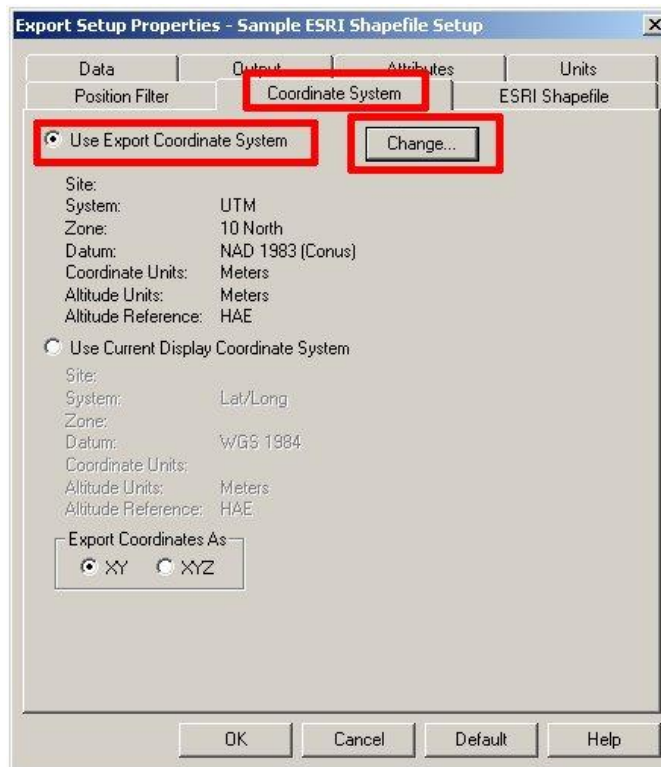 Export Setup Properties - Sample ESRI Shapefile Setup
Data Output Attributes Units
Position Filter Coordinate System ESRI Shapefile
Use Export Coordinate System Change...
Site:
System: UTM
Zone: 10 North
Datum: NAD 1983 (Conus)
Coordinate Units: Meters
Altitude Units: Meters
Altitude Reference: HAE
Use Current Display Coordinate System
Site:
System: Lat/Long
Zone:
Datum: WGS 1984
Coordinate Units:
Altitude Units: Meters
Altitude Reference: HAE
Export Coordinates As
XY XYZ
OK Cancel Default Help